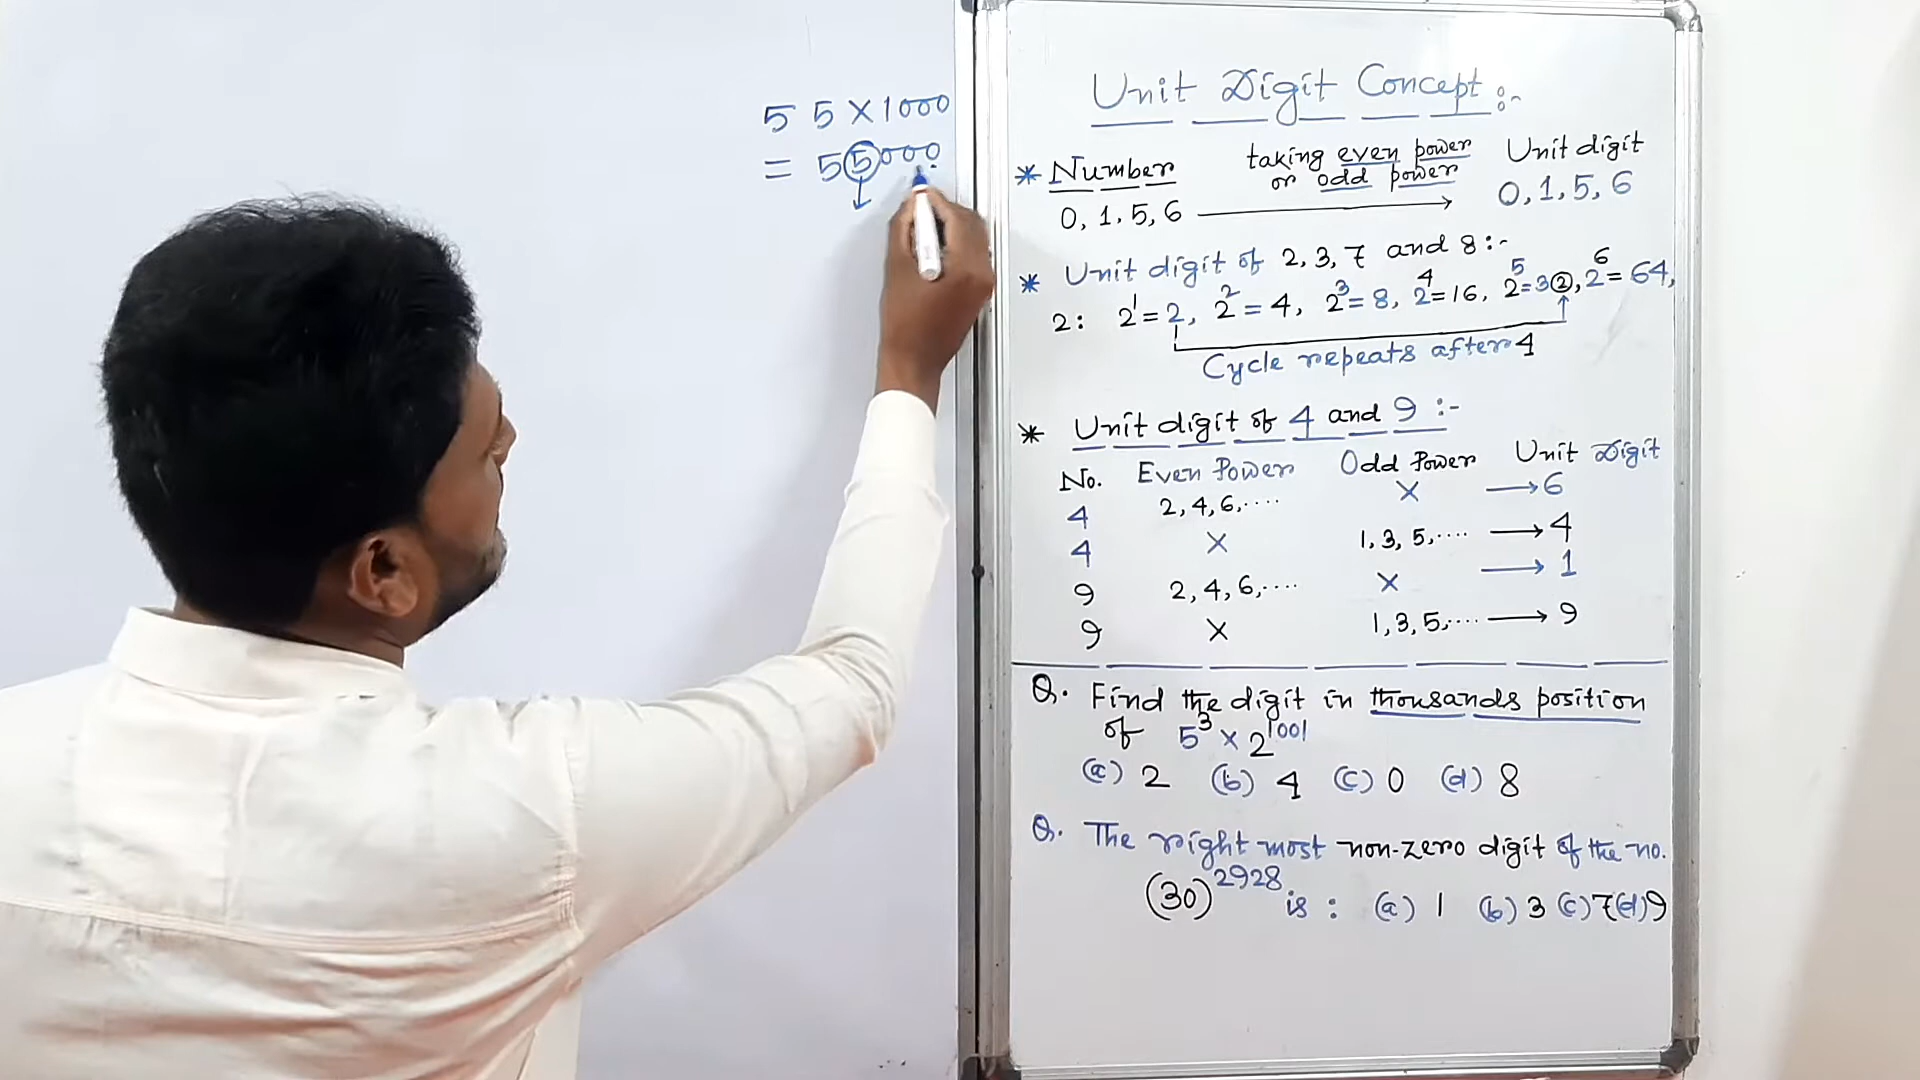 5 5 × 1000
= 55000
Unit Digit Concept :-
* Number taking even power Unit digit
or odd power
0, 1, 5, 6 ⟶ 0, 1, 5, 6
* Unit digit of 2, 3, 7 and 8 :-
2: 2¹ = 2, 2² = 4, 2³ = 8, 2⁴ = 16, 2⁵ = 32, 2⁶ = 64,
Cycle repeats after 4
* Unit digit of 4 and 9 :-
No. Even Power Odd Power Unit Digit
4 2, 4, 6, .... × ⟶ 6
4 × 1, 3, 5, .... ⟶ 4
9 2, 4, 6, .... × ⟶ 1
9 × 1, 3, 5, .... ⟶ 9
Q. Find the digit in thousands position
of 5³ × 2¹⁰⁰¹
(a) 2 (b) 4 (c) 0 (d) 8
Q. The right most non-zero digit of the no.
(30)²⁹²⁸ is : (a) 1 (b) 3 (c) 7 (d) 9